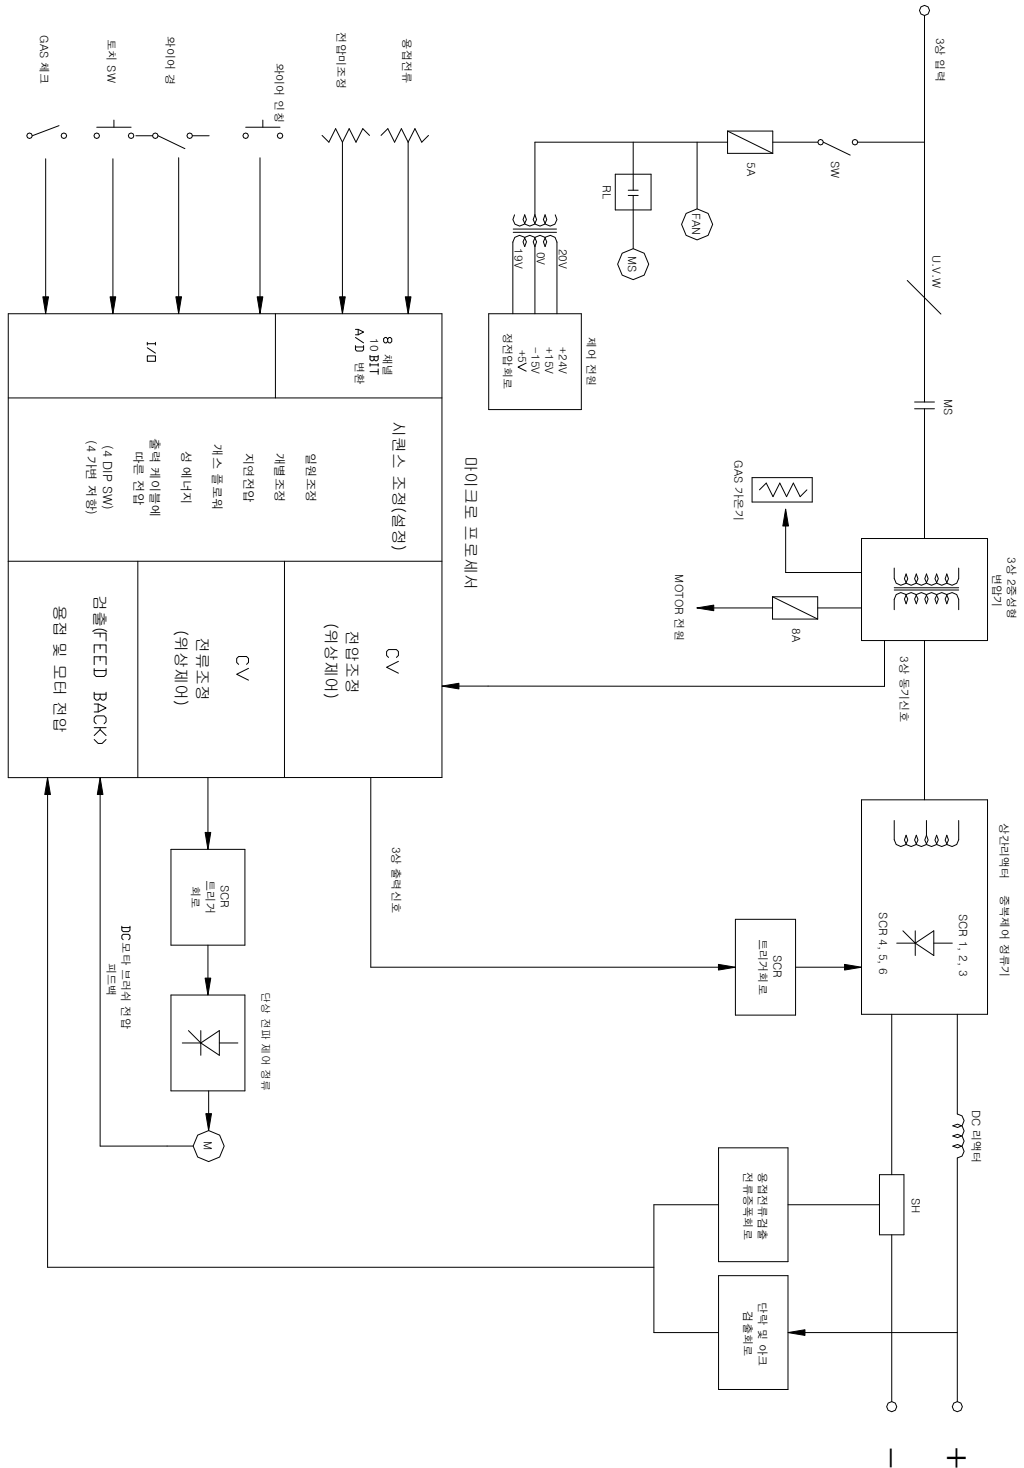 3상 입력
SW
5A
FAN
RL
MS
20V
0V
19V
제어 전원
+24V
+15V
-15V
+5V
정전압회로
U.V.W
MS
3상 2중성형
변압기
GAS 가온기
8A
MOTOR 전원
3상 동기신호
상간리액터 중복제어 정류기
SCR 1, 2, 3
SCR 4, 5, 6
DC 리액터
SH
+
-
용접전류
전압미조정
와이어 인칭
와이어 경
토치 SW
GAS 체크
8 채널
10 BIT
A/D 변환
I/O
마이크로 프로세서
시퀀스 조정(설정)
일원조정
개별조정
지연전압
개스 플로워
성 에너지
출력 케이블에
따른 전압
(4 DIP SW)
(4 가변 저항)
CV
전압조정
(위상제어)
CV
전류조정
(위상제어)
검출(FEED BACK)
용접 및 모터 전압
3상 출력신호
SCR
트리거회로
SCR
트리거
회로
단상 전파 제어 정류
M
DC모타 브러쉬 전압
피드백
용접전류검출
전류증폭회로
단락 및 아크
검출회로